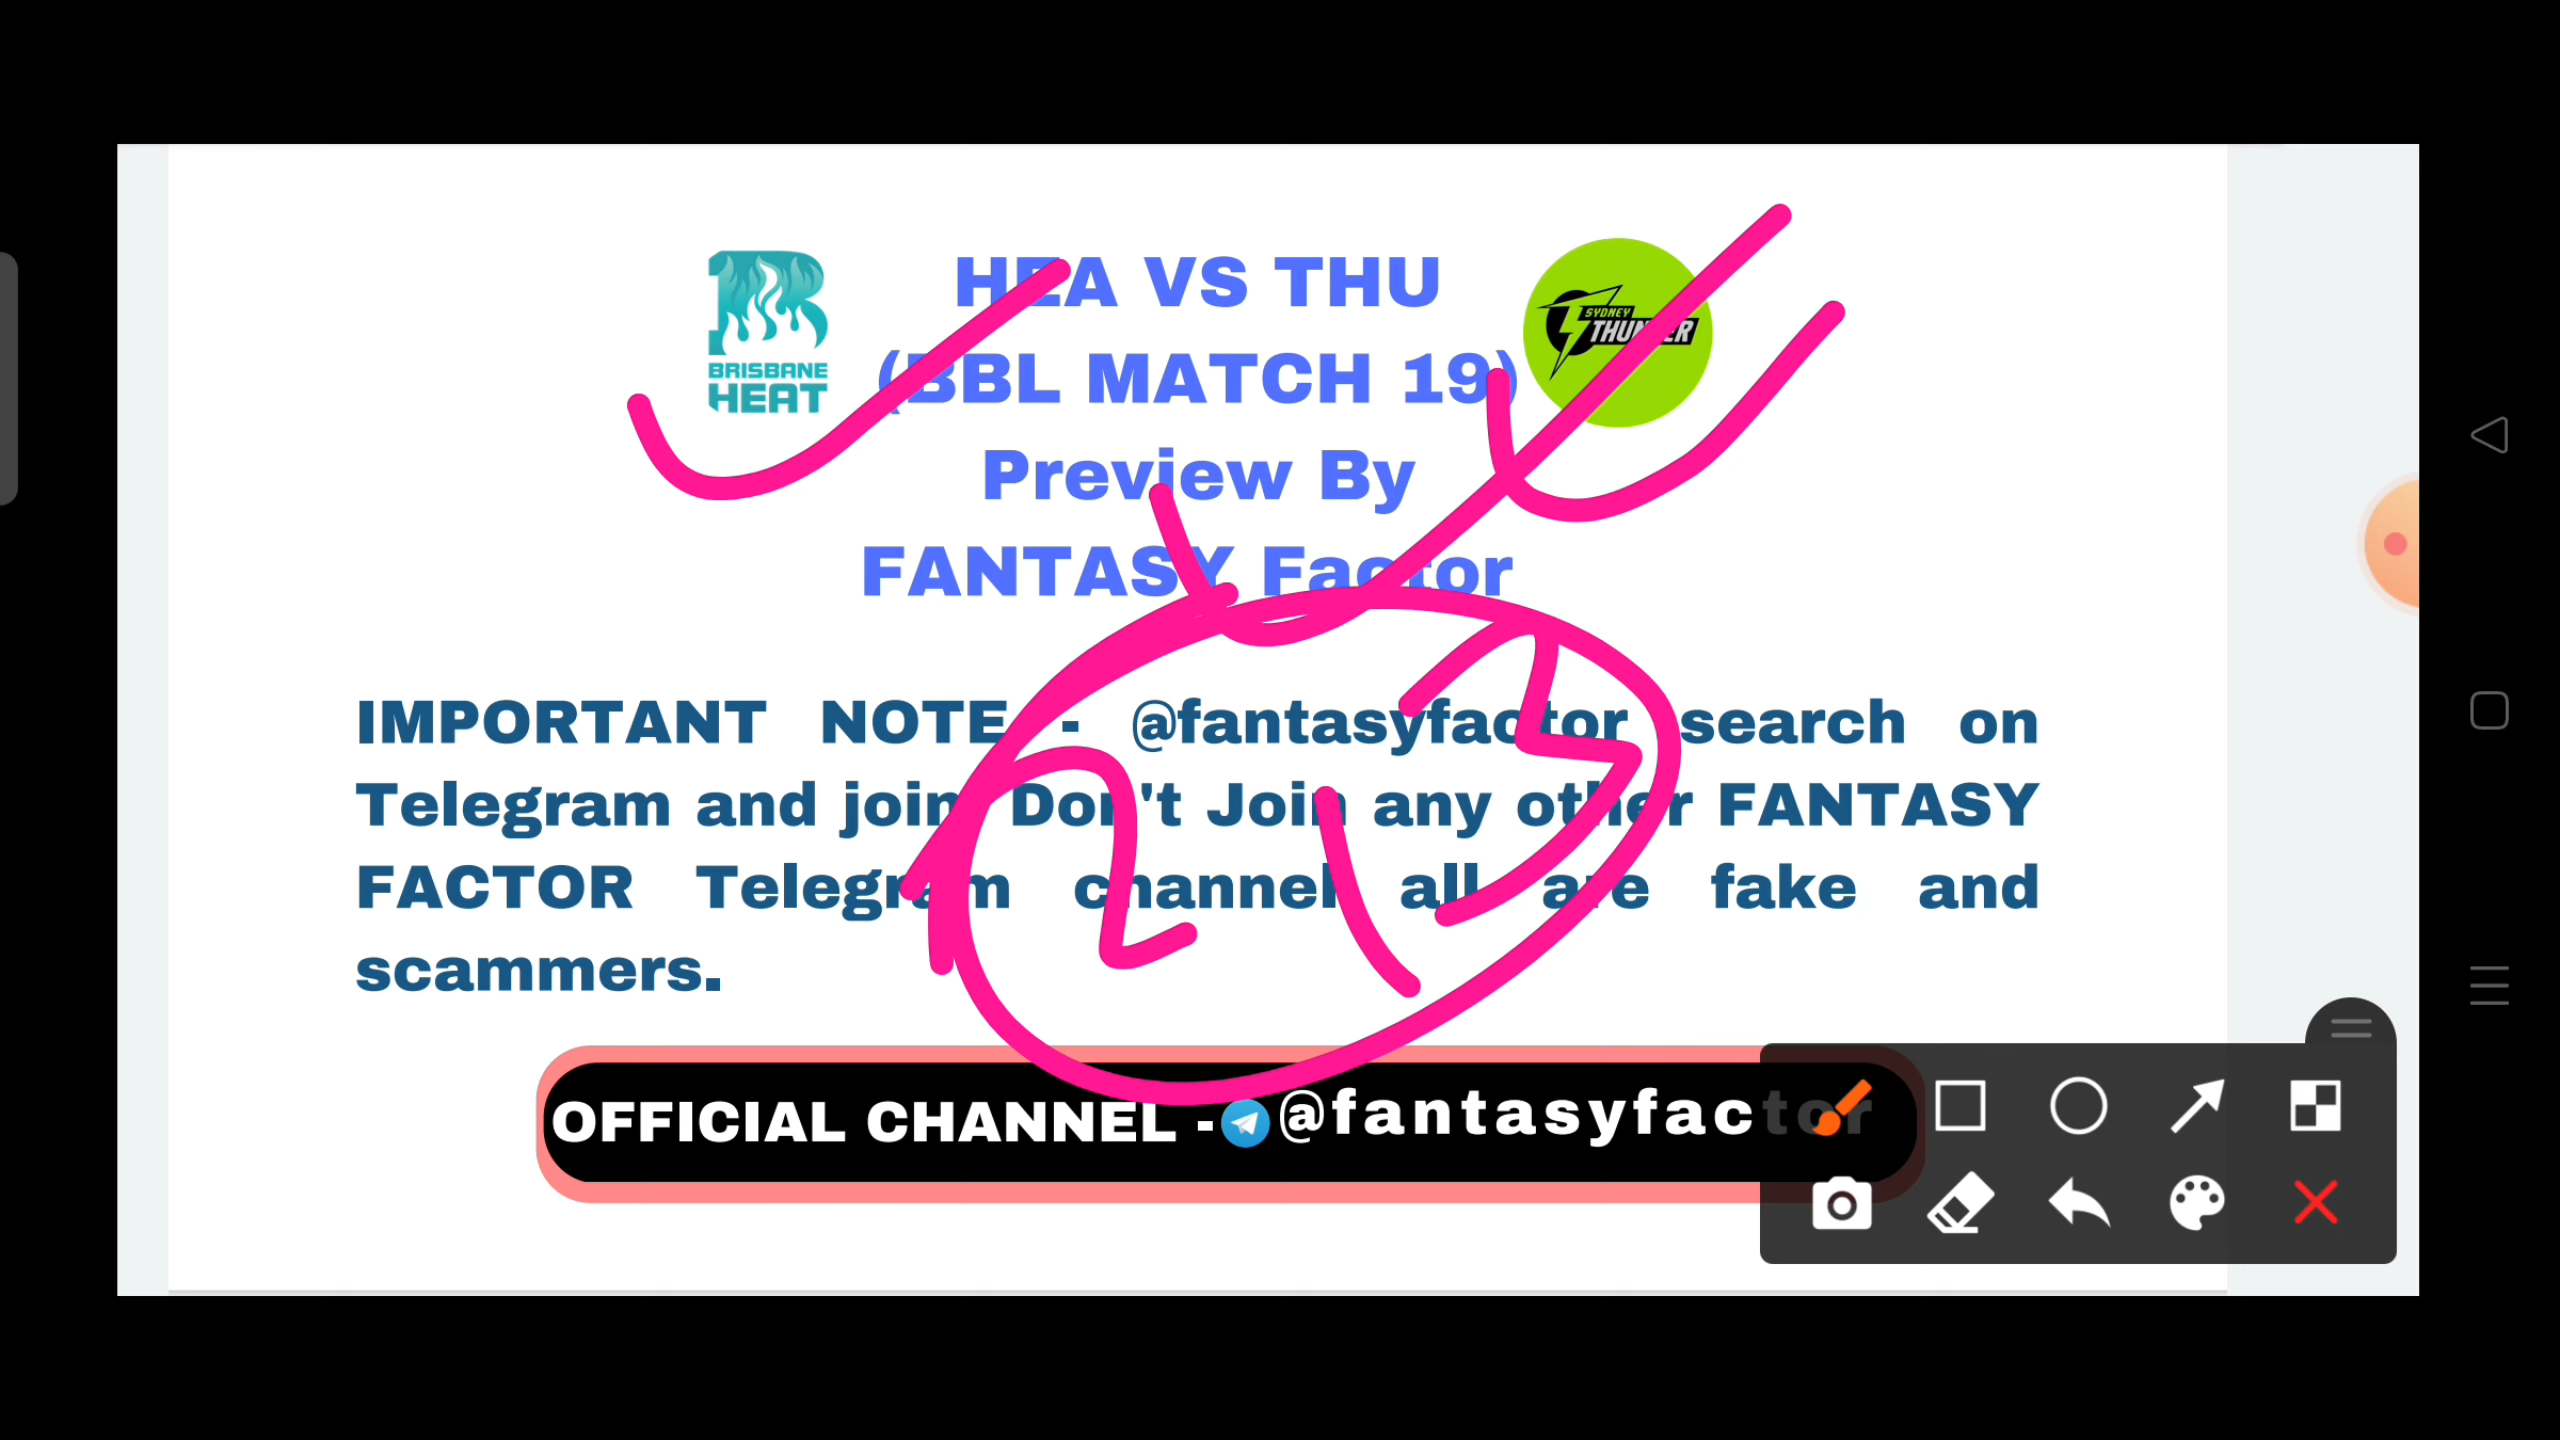 BRISBANE
HEAT
HEA VS THU
(BBL MATCH 19)
Preview By
FANTASY Factor
SYDNEY
THUNDER
IMPORTANT NOTE - @fantasyfactor search on
Telegram and join. Don't Join any other FANTASY
FACTOR Telegram channel all are fake and
scammers.
OFFICIAL CHANNEL - @fantasyfactor